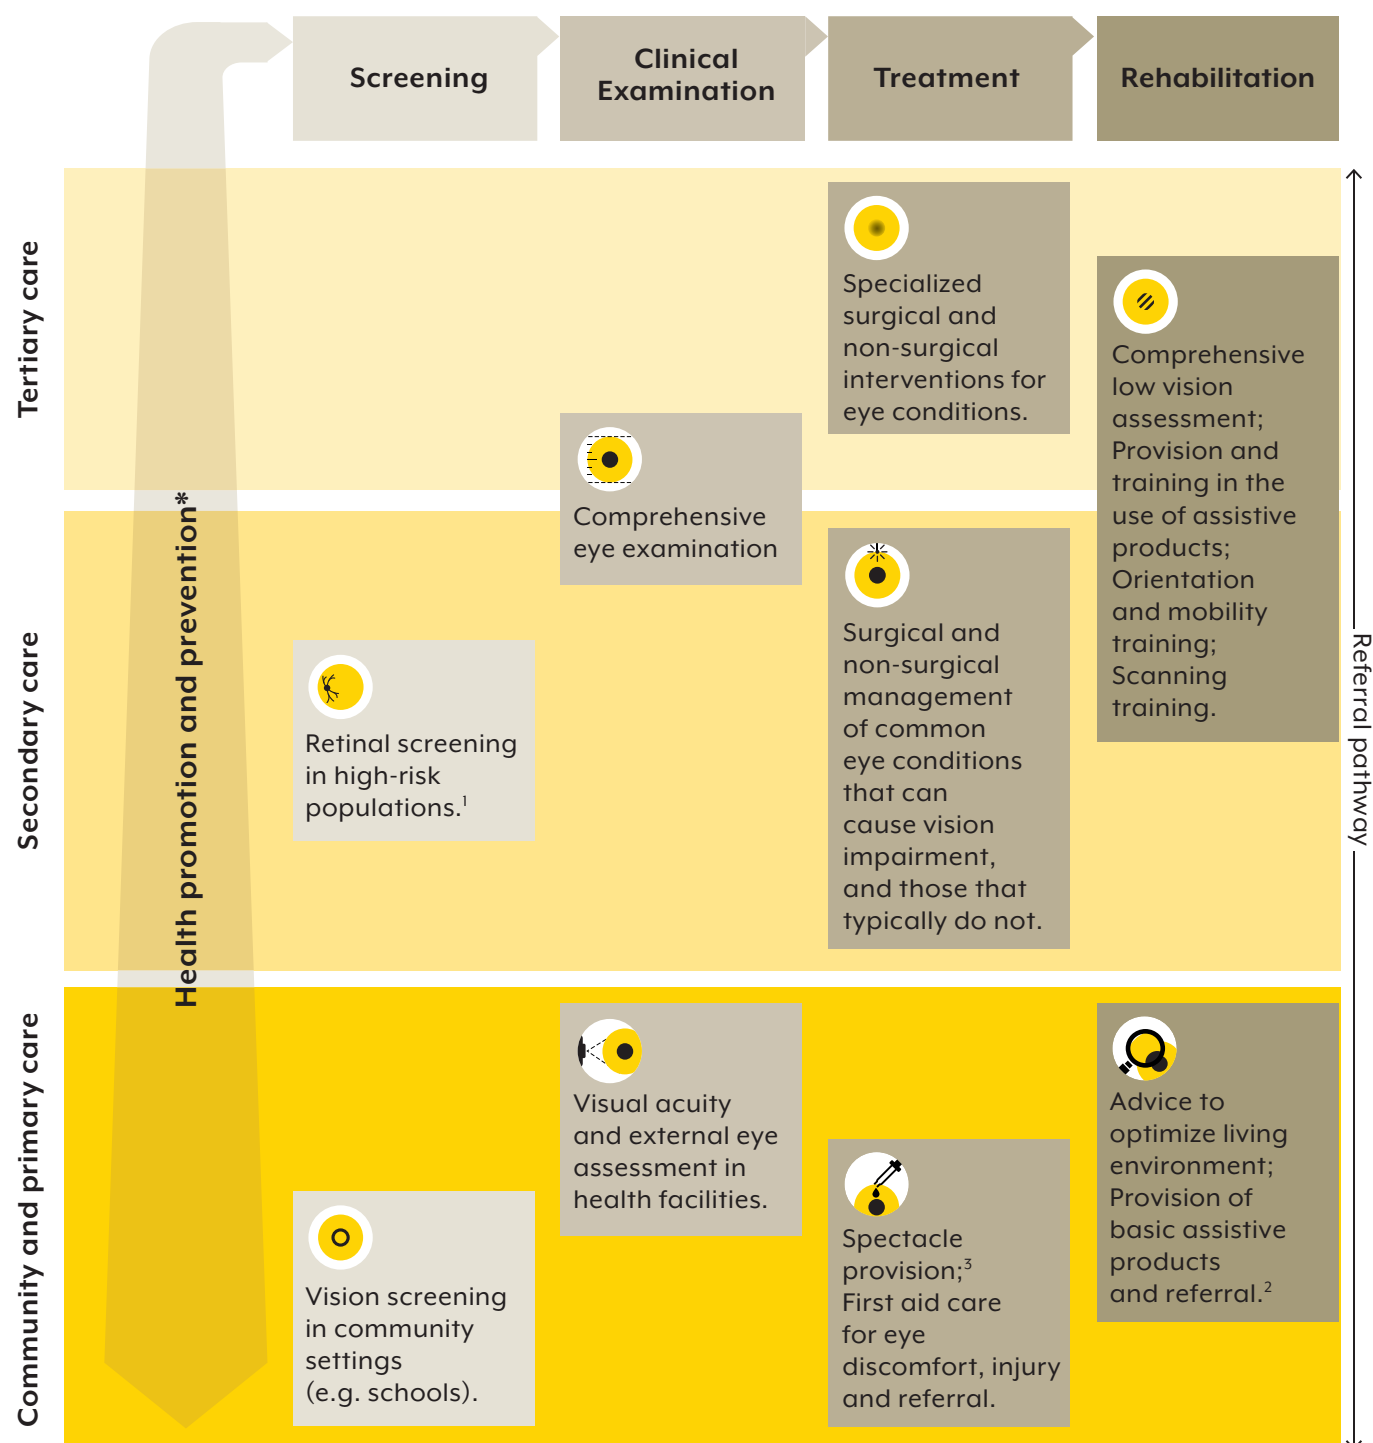 Screening
Clinical
Examination
Treatment
Rehabilitation
Tertiary care
Secondary care
Community and primary care
Health promotion and prevention*
Specialized
surgical and
non-surgical
interventions for
eye conditions.
Comprehensive
low vision
assessment;
Provision and
training in the
use of assistive
products;
Orientation
and mobility
training;
Scanning
training.
Comprehensive
eye examination
Retinal screening
in high-risk
populations.¹
Surgical and
non-surgical
management
of common
eye conditions
that can
cause vision
impairment,
and those that
typically do not.
Vision screening
in community
settings
(e.g. schools).
Visual acuity
and external eye
assessment in
health facilities.
Spectacle
provision;³
First aid care
for eye
discomfort, injury
and referral.
Advice to
optimize living
environment;
Provision of
basic assistive
products
and referral.²
Referral pathway